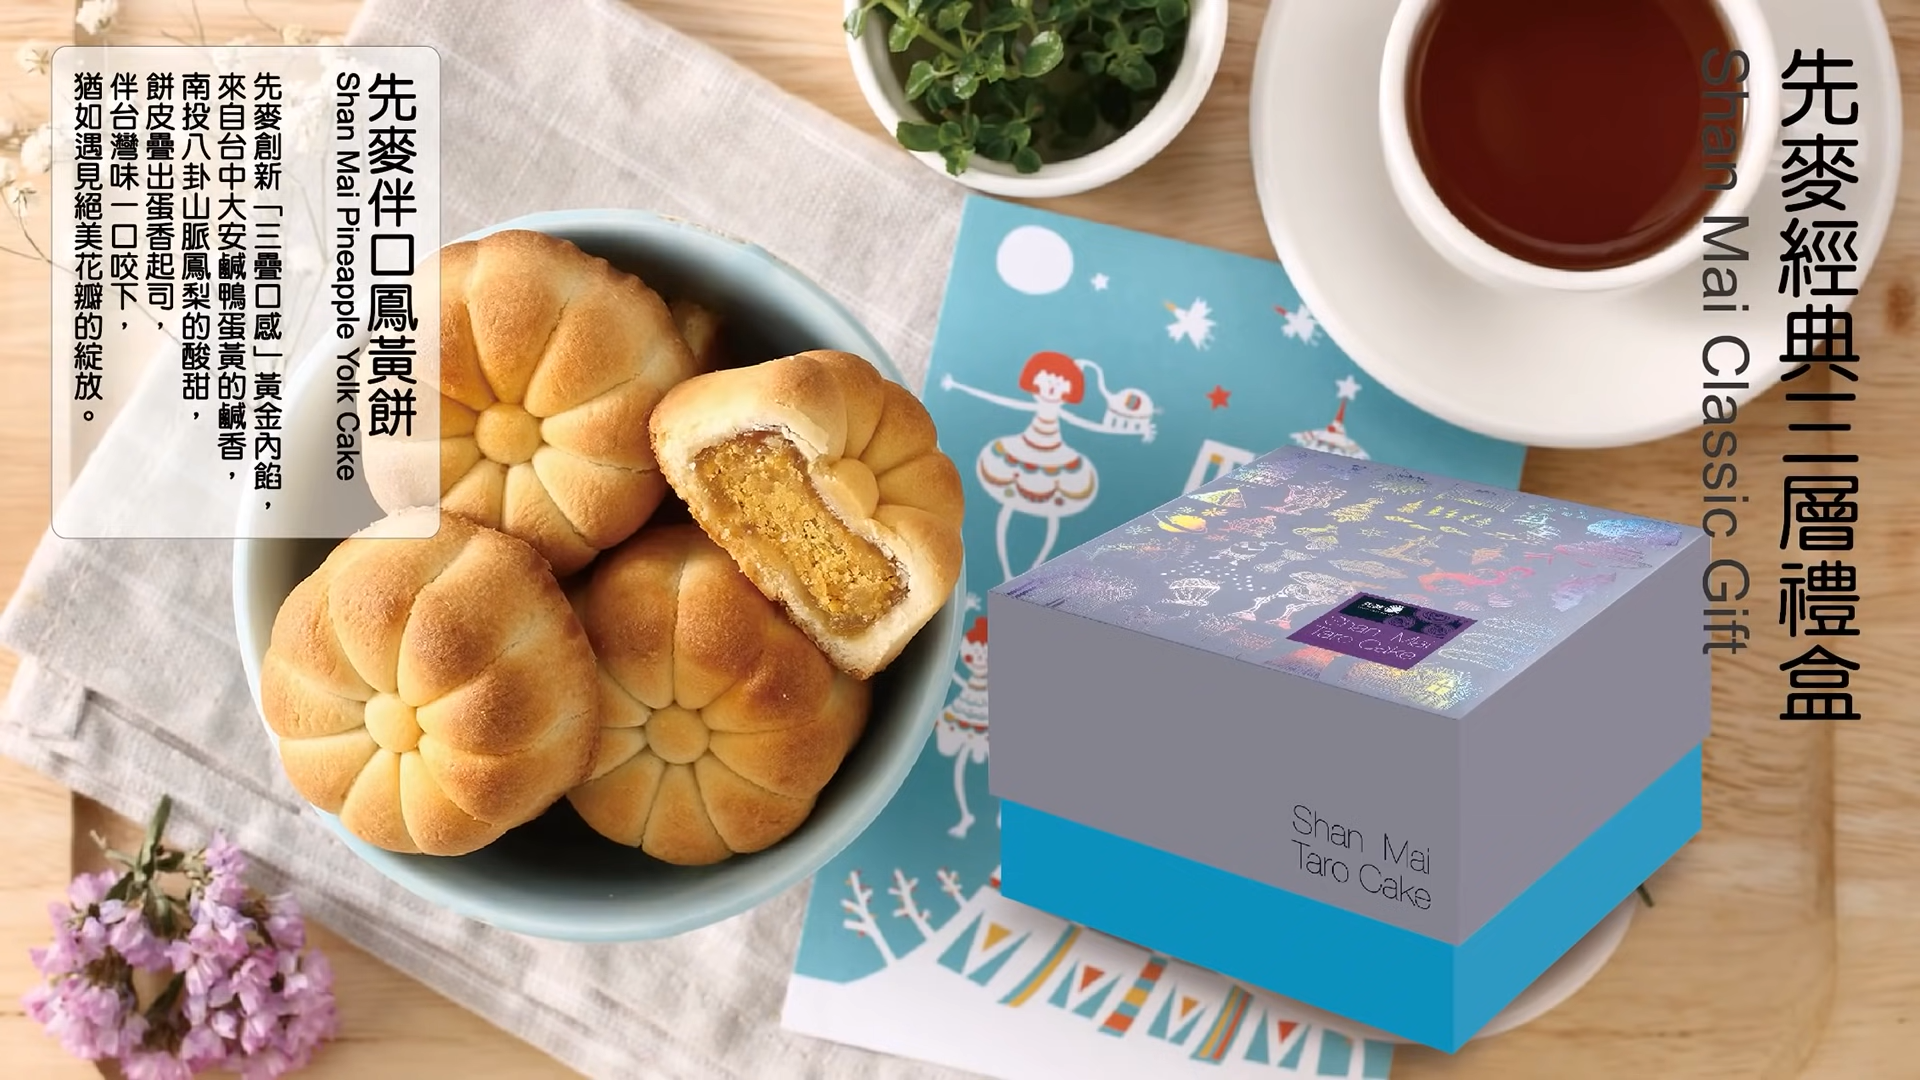 先麥經典三層禮盒
Shan Mai Classic Gift
先麥伴口鳳黃餅
Shan Mai Pineapple Yolk Cake
先麥創新「三疊口感」黃金內餡，
來自台中大安鹹鴨蛋黃的鹹香，
南投八卦山脈鳳梨的酸甜，
餅皮疊出蛋香起司，
伴台灣味一口咬下，
猶如遇見絕美花瓣的綻放。
Shan Mai
Taro Cake
Shan Mai
Taro Cake